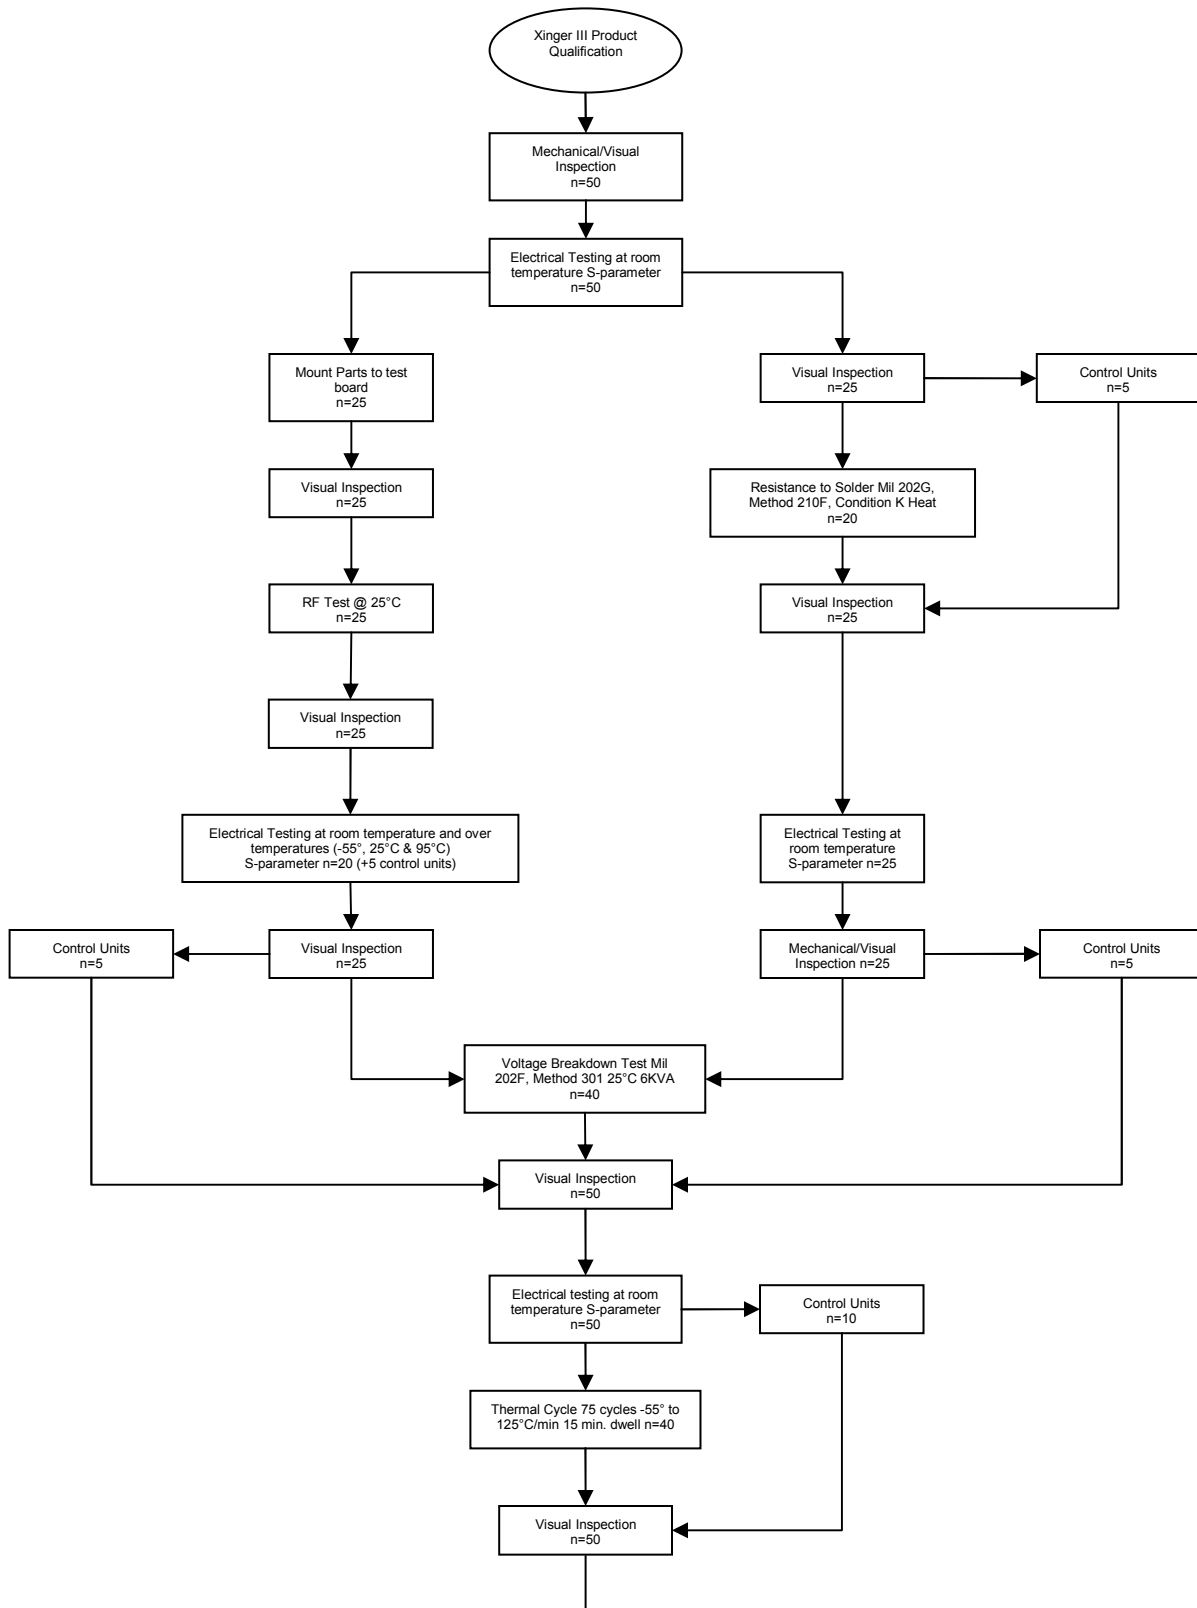 Xinger III Product
Qualification
Mechanical/Visual
Inspection
n=50
Electrical Testing at room
temperature S-parameter
n=50
Mount Parts to test
board
n=25
Visual Inspection
n=25
Control Units
n=5
Visual Inspection
n=25
Resistance to Solder Mil 202G,
Method 210F, Condition K Heat
n=20
RF Test @ 25°C
n=25
Visual Inspection
n=25
Visual Inspection
n=25
Electrical Testing at room temperature and over
temperatures (-55°, 25°C & 95°C)
S-parameter n=20 (+5 control units)
Electrical Testing at
room temperature
S-parameter n=25
Control Units
n=5
Visual Inspection
n=25
Mechanical/Visual
Inspection n=25
Control Units
n=5
Voltage Breakdown Test Mil
202F, Method 301 25°C 6KVA
n=40
Visual Inspection
n=50
Electrical testing at room
temperature S-parameter
n=50
Control Units
n=10
Thermal Cycle 75 cycles -55° to
125°C/min 15 min. dwell n=40
Visual Inspection
n=50